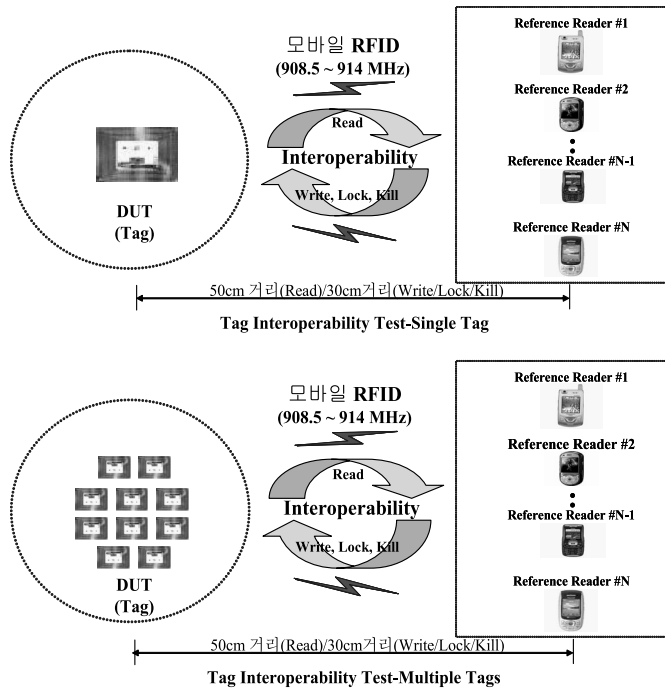 모바일 RFID
(908.5 ~ 914 MHz)
Read
Interoperability
Write, Lock, Kill
DUT
(Tag)
Reference Reader #1
Reference Reader #2
Reference Reader #N-1
Reference Reader #N
50cm 거리(Read)/30cm거리(Write/Lock/Kill)
Tag Interoperability Test-Single Tag
모바일 RFID
(908.5 ~ 914 MHz)
Read
Interoperability
Write, Lock, Kill
DUT
(Tag)
Reference Reader #1
Reference Reader #2
Reference Reader #N-1
Reference Reader #N
50cm 거리(Read)/30cm거리(Write/Lock/Kill)
Tag Interoperability Test-Multiple Tags